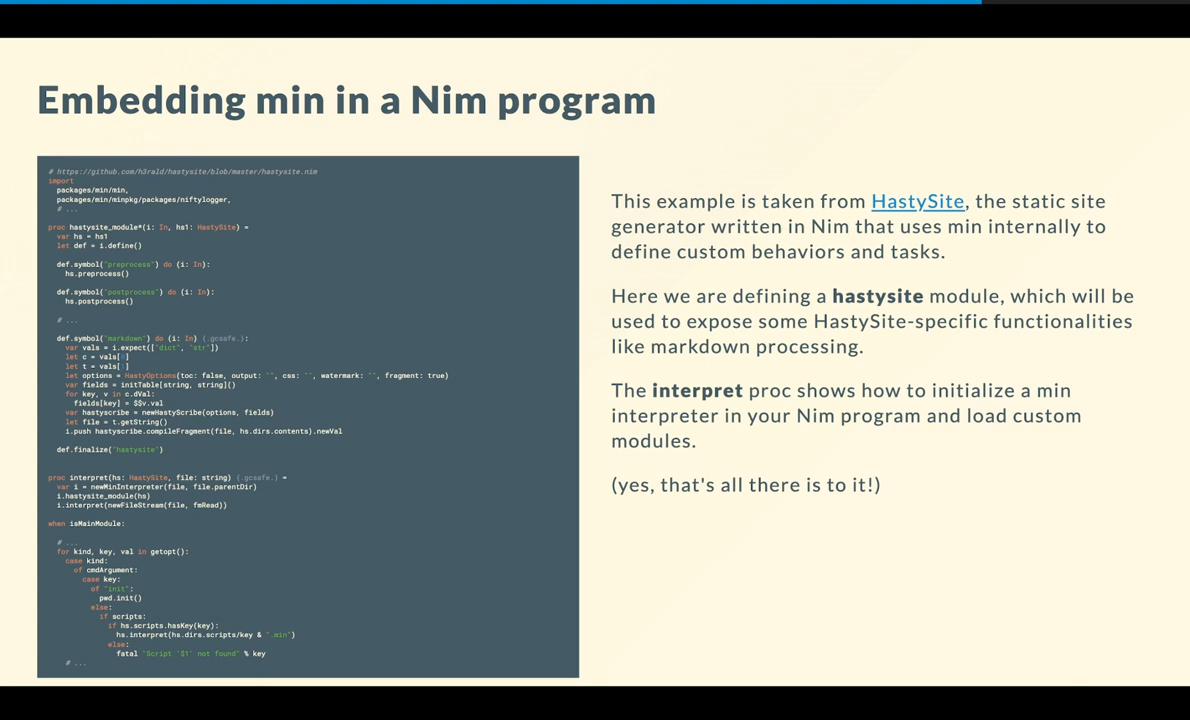 Embedding min in a Nim program
# https://github.com/h3rald/hastysite/blob/master/hastysite.nim
import
  packages/min/min,
  packages/min/minpkg/packages/niftylogger,
  # ...
proc hastysite_module*(i: In, hs1: HastySite) =
  var hs = hs1
  let def = i.define()
  def.symbol("preprocess") do (i: In):
    hs.preprocess()
  def.symbol("postprocess") do (i: In):
    hs.postprocess()
  # ...
  def.symbol("markdown") do (i: In) {.gcsafe.}:
    var vals = i.expect(["dict", "str"])
    let c = vals[0]
    let t = vals[1]
    let options = HastyOptions(toc: false, output: "", css: "", watermark: "", fragment: true)
    var fields = initTable[string, string]()
    for key, v in c.dVal:
      fields[key] = $$v.val
    var hastyscribe = newHastyScribe(options, fields)
    let file = t.getString()
    i.push hastyscribe.compileFragment(file, hs.dirs.contents).newVal
  def.finalize("hastysite")
proc interpret(hs: HastySite, file: string) {.gcsafe.} =
  var i = newMinInterpreter(file, file.parentDir)
  i.hastysite_module(hs)
  i.interpret(newFileStream(file, fmRead))
when isMainModule:
  # ...
  for kind, key, val in getopt():
    case kind:
      of cmdArgument:
        case key:
          of "init":
            pwd.init()
          else:
            if scripts:
              if hs.scripts.hasKey(key):
                hs.interpret(hs.dirs.scripts/key & ".min")
              else:
                fatal "Script '$1' not found" % key
    # ...
This example is taken from HastySite, the static site
generator written in Nim that uses min internally to
define custom behaviors and tasks.
Here we are defining a hastysite module, which will be
used to expose some HastySite-specific functionalities
like markdown processing.
The interpret proc shows how to initialize a min
interpreter in your Nim program and load custom
modules.
(yes, that's all there is to it!)